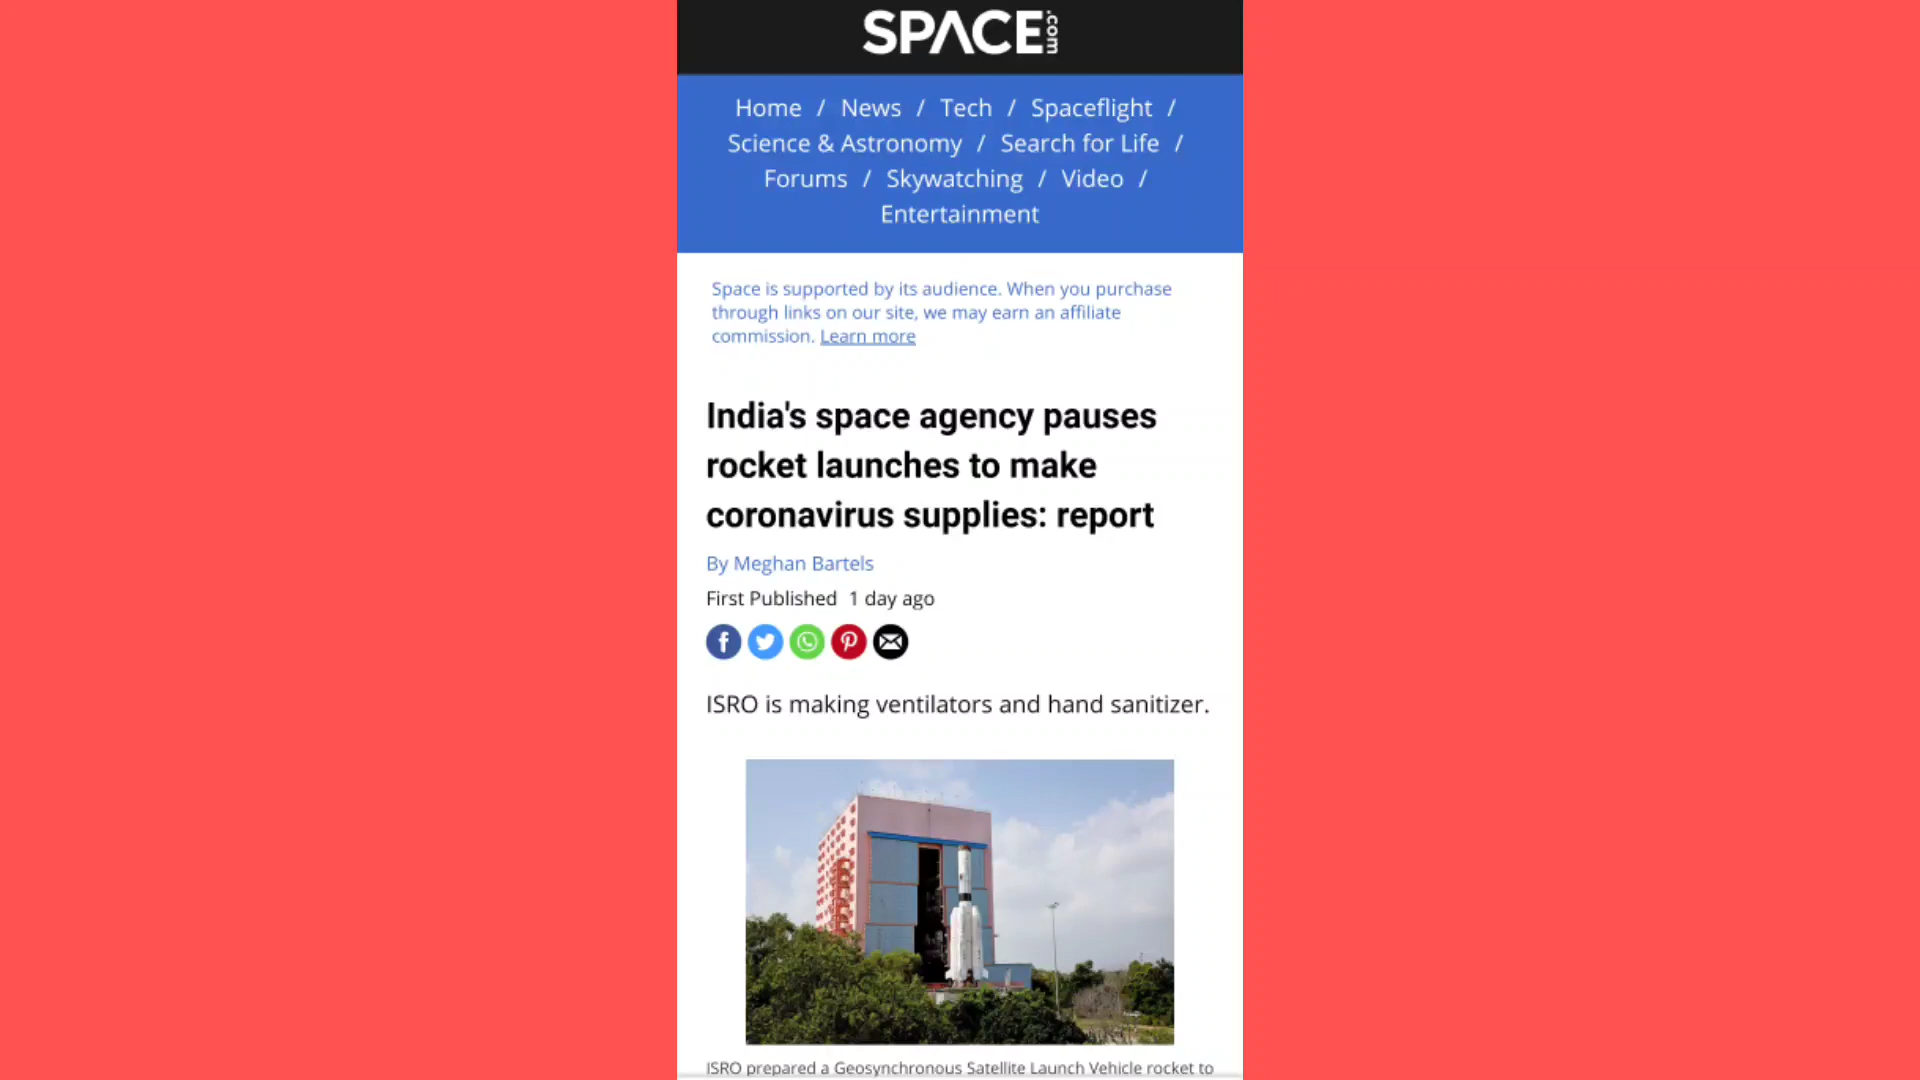 SPACE.com
Home / News / Tech / Spaceflight /
Science & Astronomy / Search for Life /
Forums / Skywatching / Video /
Entertainment
Space is supported by its audience. When you purchase
through links on our site, we may earn an affiliate
commission. Learn more
India's space agency pauses
rocket launches to make
coronavirus supplies: report
By Meghan Bartels
First Published 1 day ago
ISRO is making ventilators and hand sanitizer.
ISRO prepared a Geosynchronous Satellite Launch Vehicle rocket to